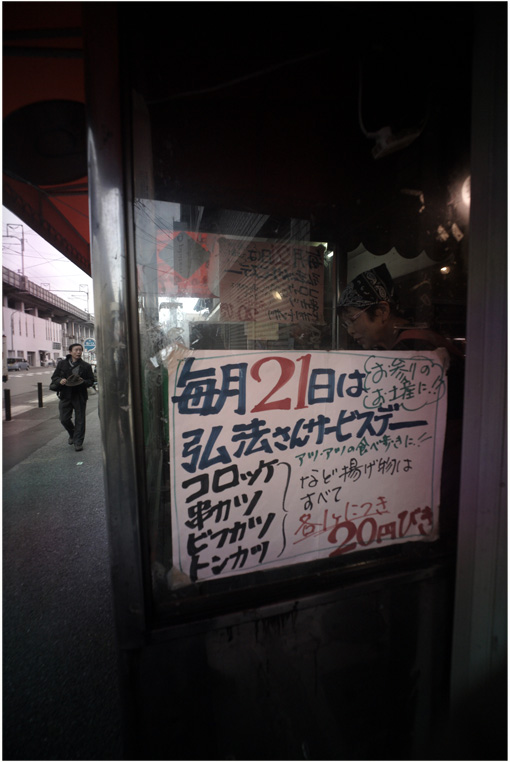 毎月21日は
お参りの
お土産に!?
弘法さんサービスデー
アツ・アツの食べ歩きに!!
コロッケ
串カツ
ビフカツ
トンカツ
など揚げ物は
すべて
各1ヶにつき
20円びき